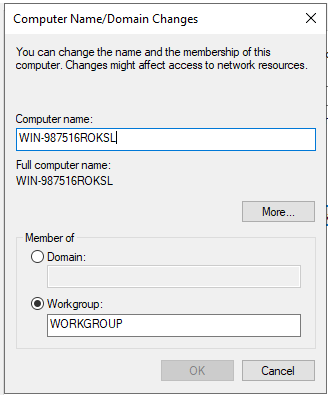 Computer Name/Domain Changes
You can change the name and the membership of this
computer. Changes might affect access to network resources.
Computer name:
WIN-987516ROKSL
Full computer name:
WIN-987516ROKSL
More...
Member of
Domain:
Workgroup:
WORKGROUP
OK
Cancel